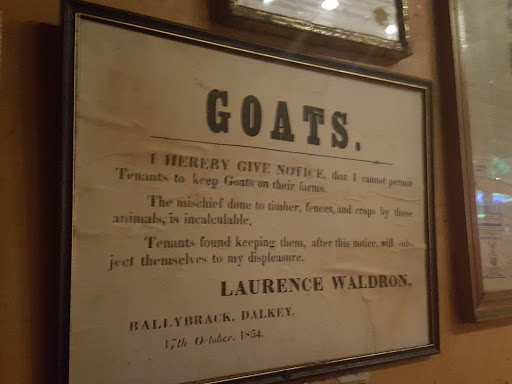 GOATS.
I HEREBY GIVE NOTICE, that I cannot permit
Tenants to keep Goats on their farms.
The mischief done to timber, fences, and crops by those
animals, is incalculable.
Tenants found keeping them, after this notice, will sub-
ject themselves to my displeasure.
LAURENCE WALDRON.
BALLYBRACK, DALKEY.
17th October, 1854.